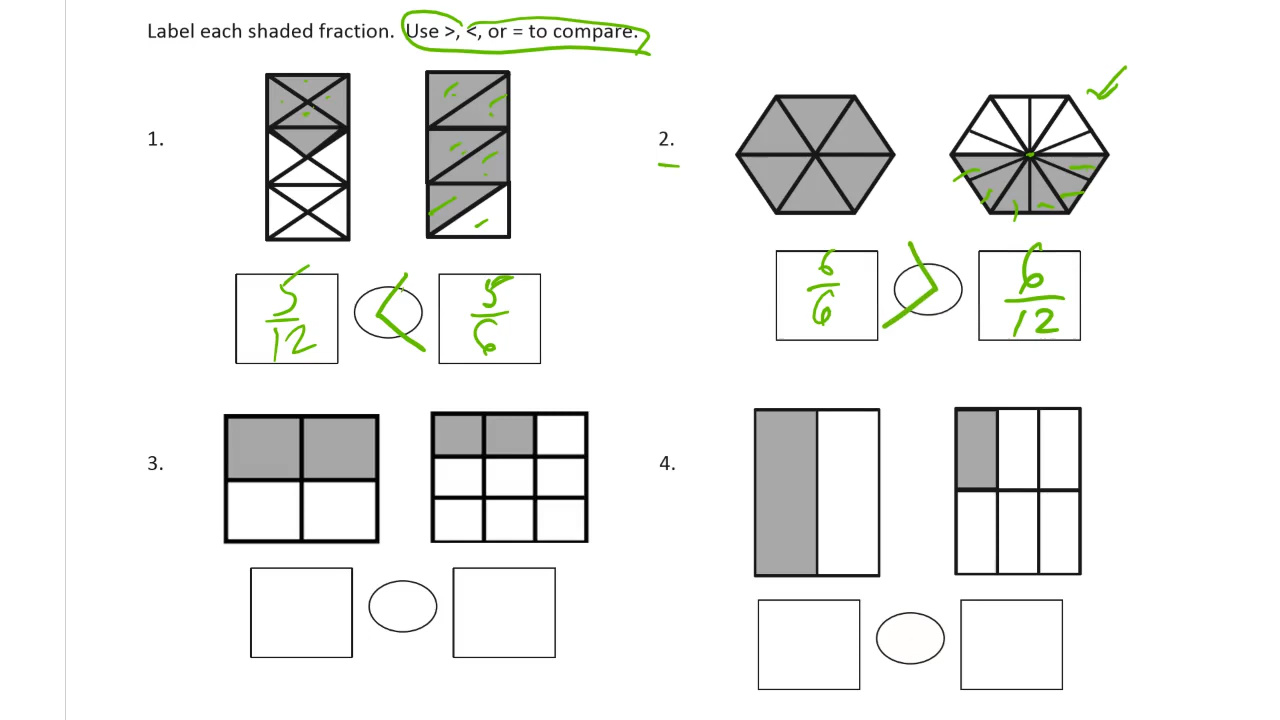 Label each shaded fraction. Use >, <, or = to compare.
1.
2.
5/12 < 5/6
6/6 > 6/12
3.
4.